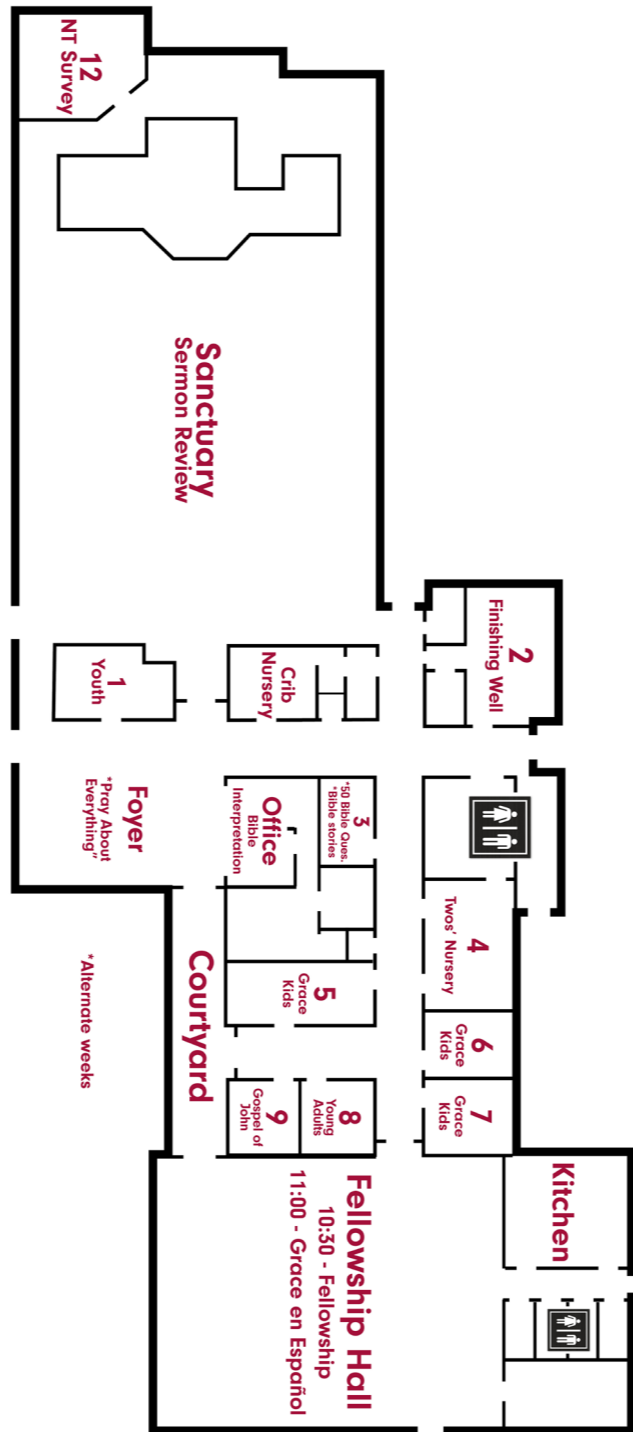 12
NT Survey
Sanctuary
Sermon Review
2
Finishing Well
Crib
Nursery
1
Youth
Foyer
*Pray About
Everything”
Office
Bible
Interpretation
3
*50 Bible Ques.
*Bible stories
4
Twos' Nursery
5
Grace
Kids
6
Grace
Kids
7
Grace
Kids
8
Young
Adults
9
Gospel of
John
Courtyard
*Alternate weeks
Fellowship Hall
10:30 - Fellowship
11:00 - Grace en Español
Kitchen